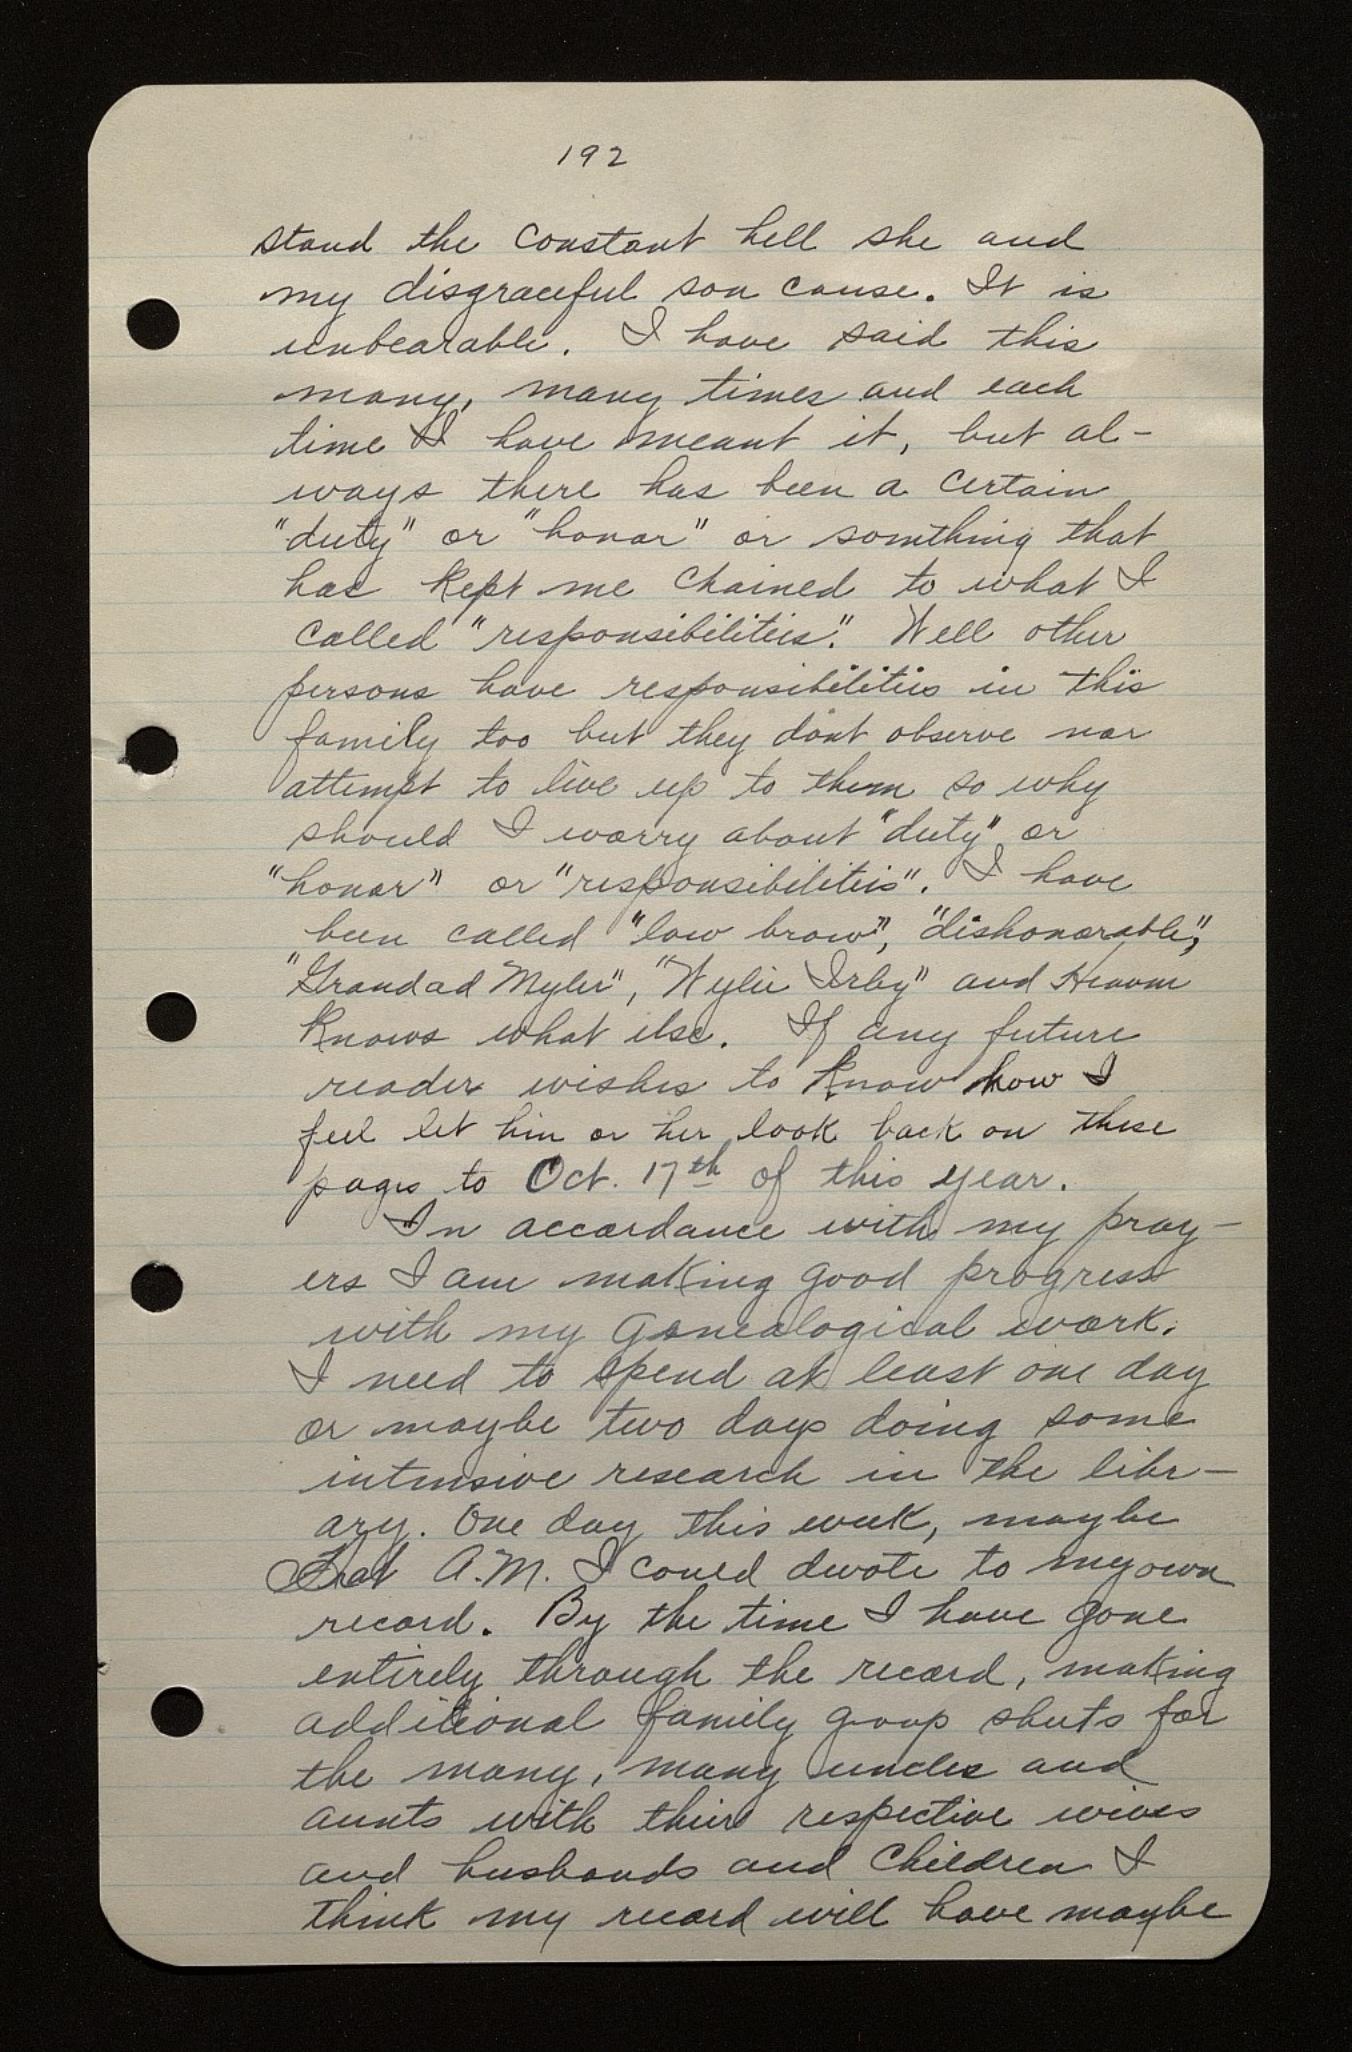 192
stand the constant hell she and
my disgraceful son cause. It is
unbearable. I have said this
many, many times and each
time I have meant it, but al-
ways there has been a certain
"duty" or "honor" or somthing that
has kept me chained to what I
called "responsibilities." Well other
persons have responsibilities in this
family too but they don't observe nor
attempt to live up to them so why
should I worry about "duty" or
"honor" or "responsibilities". I have
been called "low brow", "dishonorable",
"Grandad Myler", "Wylie Irby" and Heaven
knows what else. If any future
reader wishes to know how I
feel let him or her look back on these
pages to Oct. 17th of this year.
In accordance with my pray-
ers I am making good progress
with my Genealogical work.
I need to spend at least one day
or maybe two days doing some
intensive research in the libr-
ary. One day this week, maybe
A.M. I could devote to my own
record. By the time I have gone
entirely through the record, making
additional family group sheets for
the many, many uncles and
aunts with their respective wives
and husbands and children I
think my record will have maybe